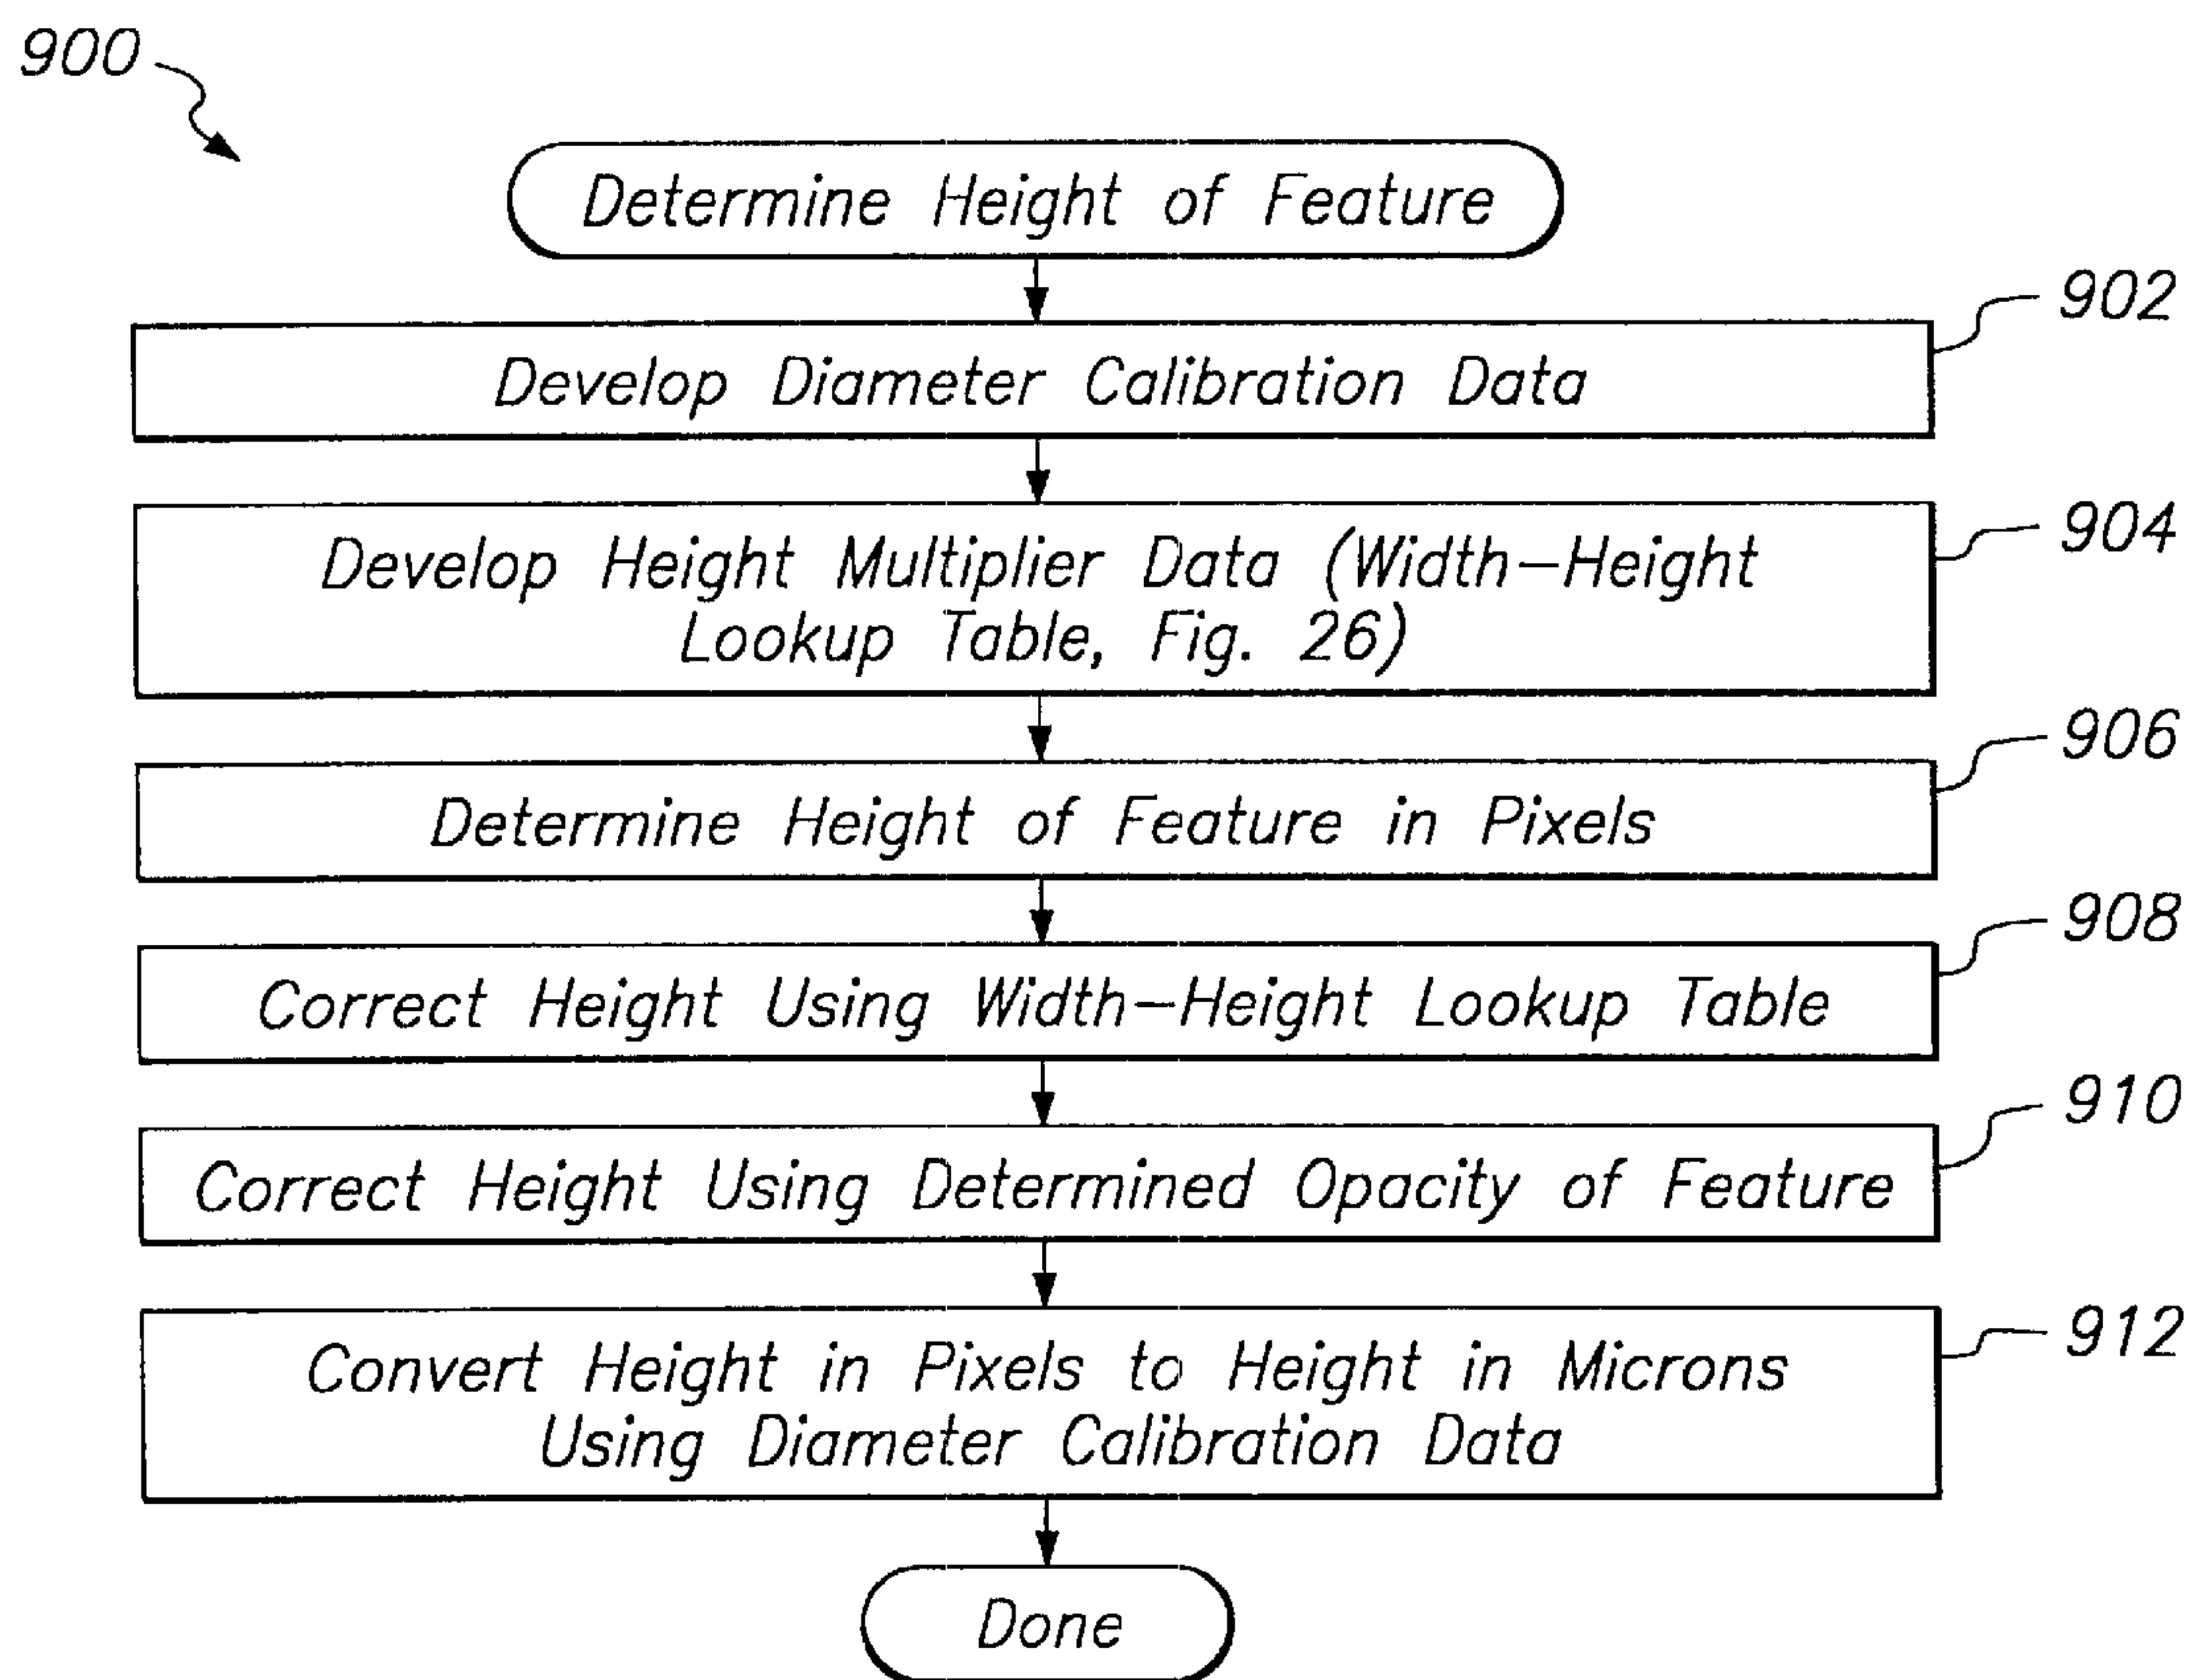 900
Determine Height of Feature
902
Develop Diameter Calibration Data
904
Develop Height Multiplier Data (Width-Height
Lookup Table, Fig. 26)
906
Determine Height of Feature in Pixels
908
Correct Height Using Width-Height Lookup Table
910
Correct Height Using Determined Opacity of Feature
912
Convert Height in Pixels to Height in Microns
Using Diameter Calibration Data
Done